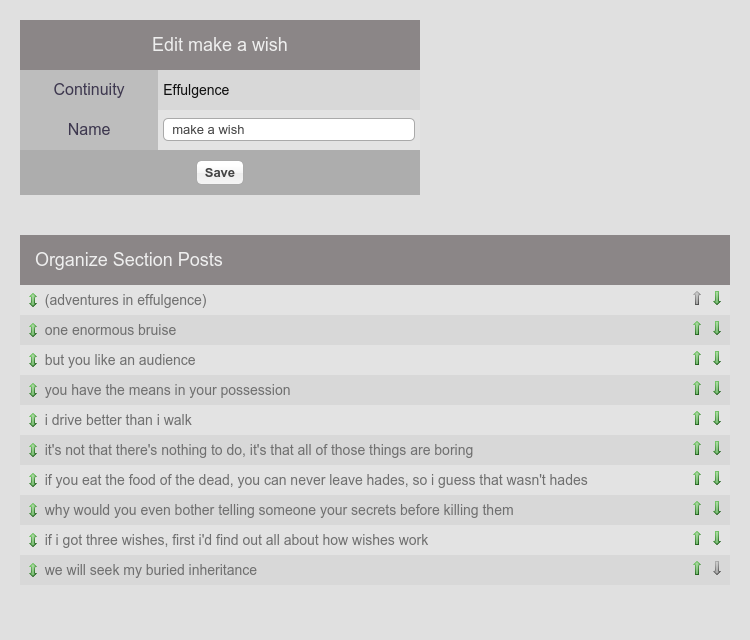 Edit make a wish
Continuity Effulgence
Name make a wish
Save
Organize Section Posts
(adventures in effulgence)
one enormous bruise
but you like an audience
you have the means in your possession
i drive better than i walk
it's not that there's nothing to do, it's that all of those things are boring
if you eat the food of the dead, you can never leave hades, so i guess that wasn't hades
why would you even bother telling someone your secrets before killing them
if i got three wishes, first i'd find out all about how wishes work
we will seek my buried inheritance